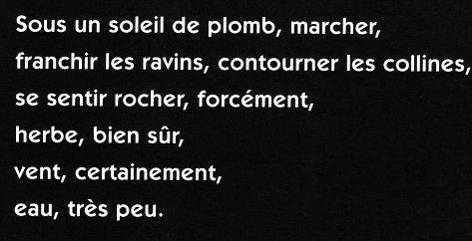 Sous un soleil de plomb, marcher,
franchir les ravins, contourner les collines,
se sentir rocher, forcément,
herbe, bien sûr,
vent, certainement,
eau, très peu.